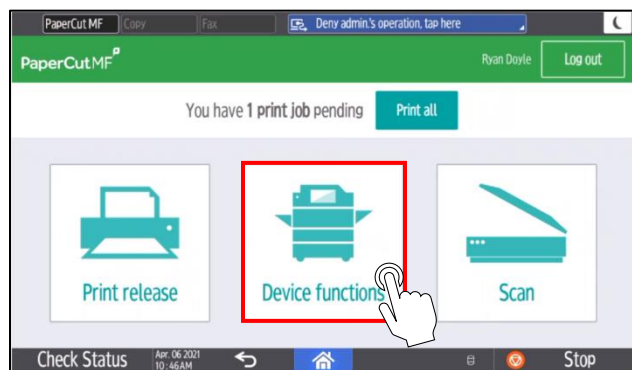 PaperCut MF Copy Fax Deny admin.'s operation, tap here
PaperCutMF Ryan Doyle Log out
You have 1 print job pending Print all
Print release Device functions Scan
Check Status Apr. 06 2021 10:46AM Stop